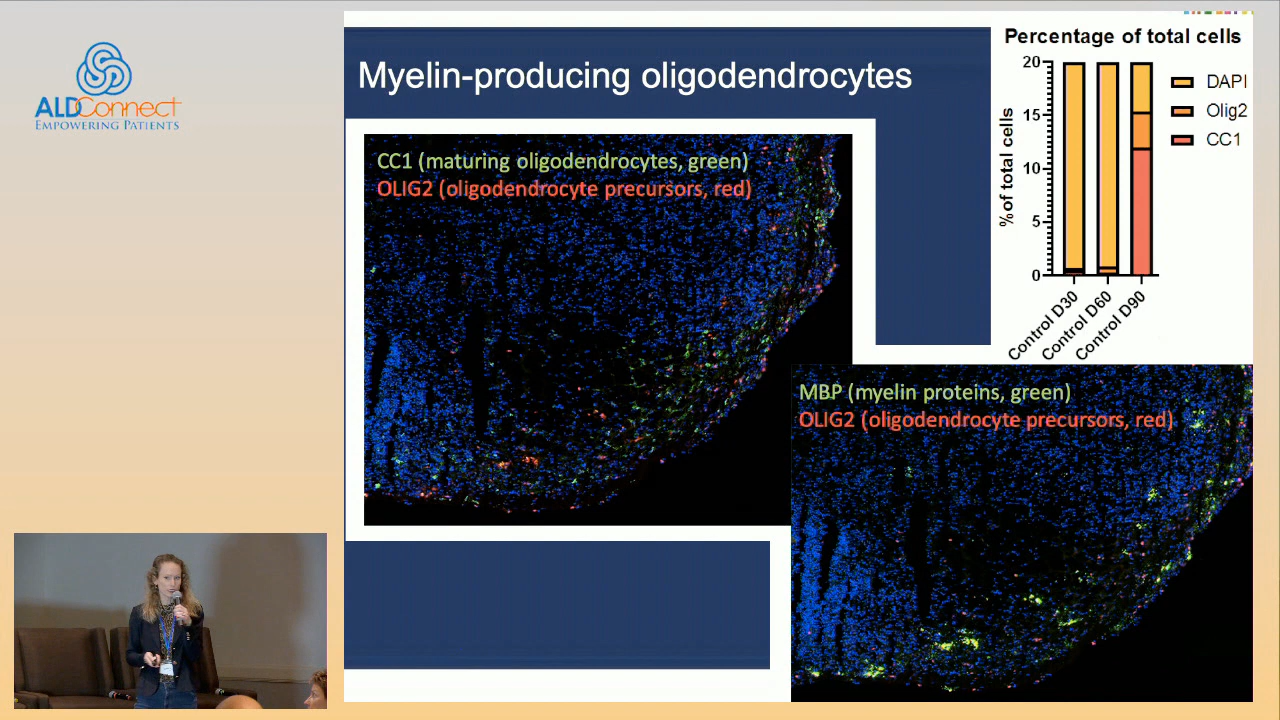 ALDConnect
EMPOWERING PATIENTS
Myelin-producing oligodendrocytes
CC1 (maturing oligodendrocytes, green)
OLIG2 (oligodendrocyte precursors, red)
Percentage of total cells
%of total cells
20
15
10
5
0
Control D30
Control D60
Control D90
DAPI
Olig2
CC1
MBP (myelin proteins, green)
OLIG2 (oligodendrocyte precursors, red)